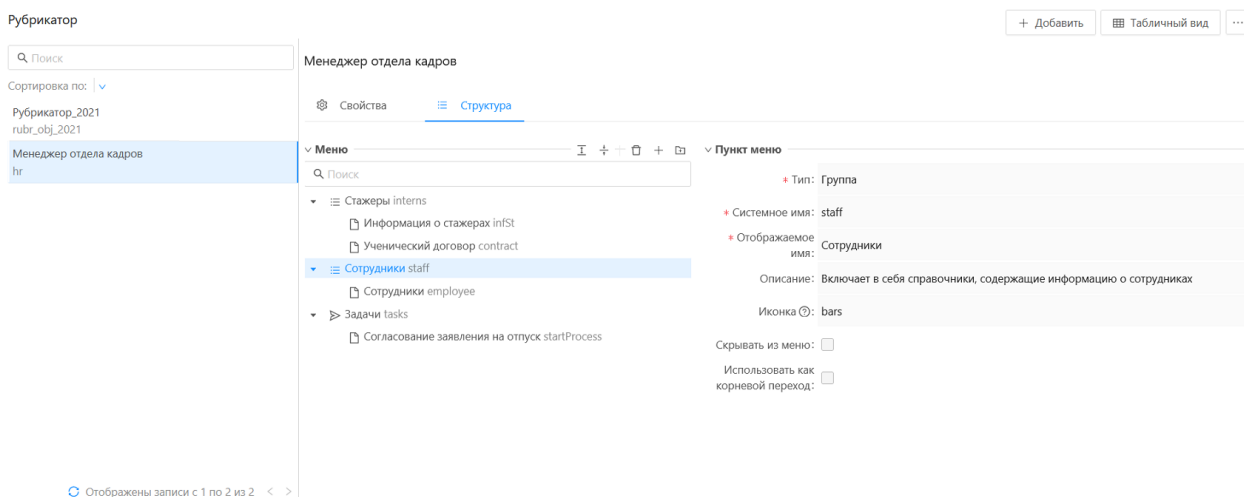 Рубрикатор
+ Добавить
Табличный вид
Поиск
Сортировка по:
Рубрикатор_2021
rubr_obj_2021
Менеджер отдела кадров
hr
Отображены записи с 1 по 2 из 2
Менеджер отдела кадров
Свойства
Структура
Меню
Поиск
Стажеры interns
Информация о стажерах infSt
Ученический договор contract
Сотрудники staff
Сотрудники employee
Задачи tasks
Согласование заявления на отпуск startProcess
Пункт меню
* Тип: Группа
* Системное имя: staff
* Отображаемое
имя: Сотрудники
Описание: Включает в себя справочники, содержащие информацию о сотрудниках
Иконка ?: bars
Скрывать из меню:
Использовать как
корневой переход: